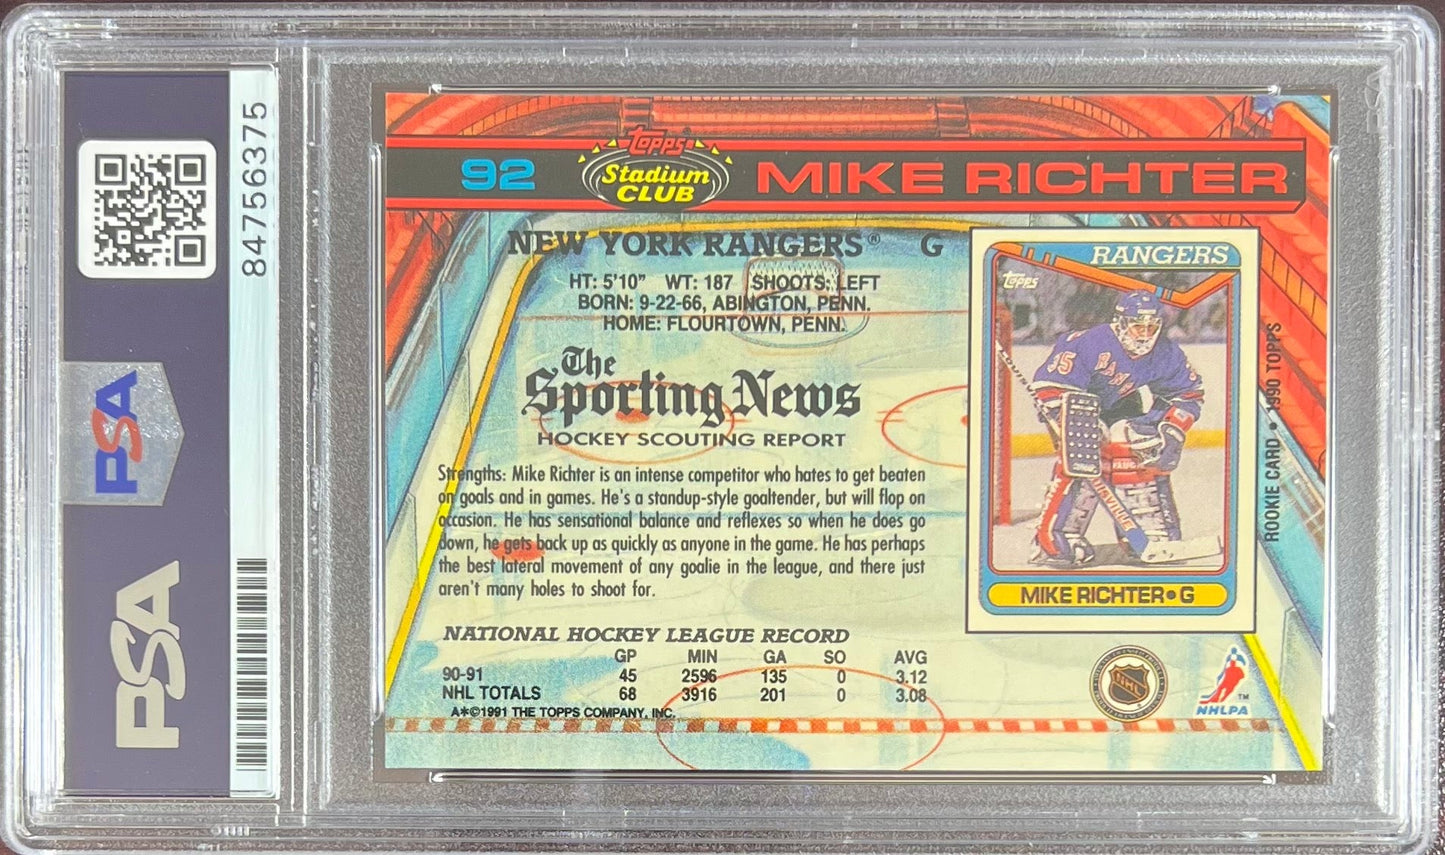 84756375
PSA
PSA
92
Topps
Stadium
CLUB
MIKE RICHTER
NEW YORK RANGERS® G
HT: 5'10" WT: 187 SHOOTS: LEFT
BORN: 9-22-66, ABINGTON, PENN.
HOME: FLOURTOWN, PENN.
The
Sporting News
HOCKEY SCOUTING REPORT
Strengths: Mike Richter is an intense competitor who hates to get beaten
on goals and in games. He's a standup-style goaltender, but will flop on
occasion. He has sensational balance and reflexes so when he does go
down, he gets back up as quickly as anyone in the game. He has perhaps
the best lateral movement of any goalie in the league, and there just
aren't many holes to shoot for.
NATIONAL HOCKEY LEAGUE RECORD
GP MIN GA SO AVG
90-91 45 2596 135 0 3.12
NHL TOTALS 68 3916 201 0 3.08
A*©1991 THE TOPPS COMPANY, INC.
RANGERS
Topps
35
MIKE RICHTER•G
ROOKIE CARD • 1990 TOPPS
NHL
NHLPA
TM